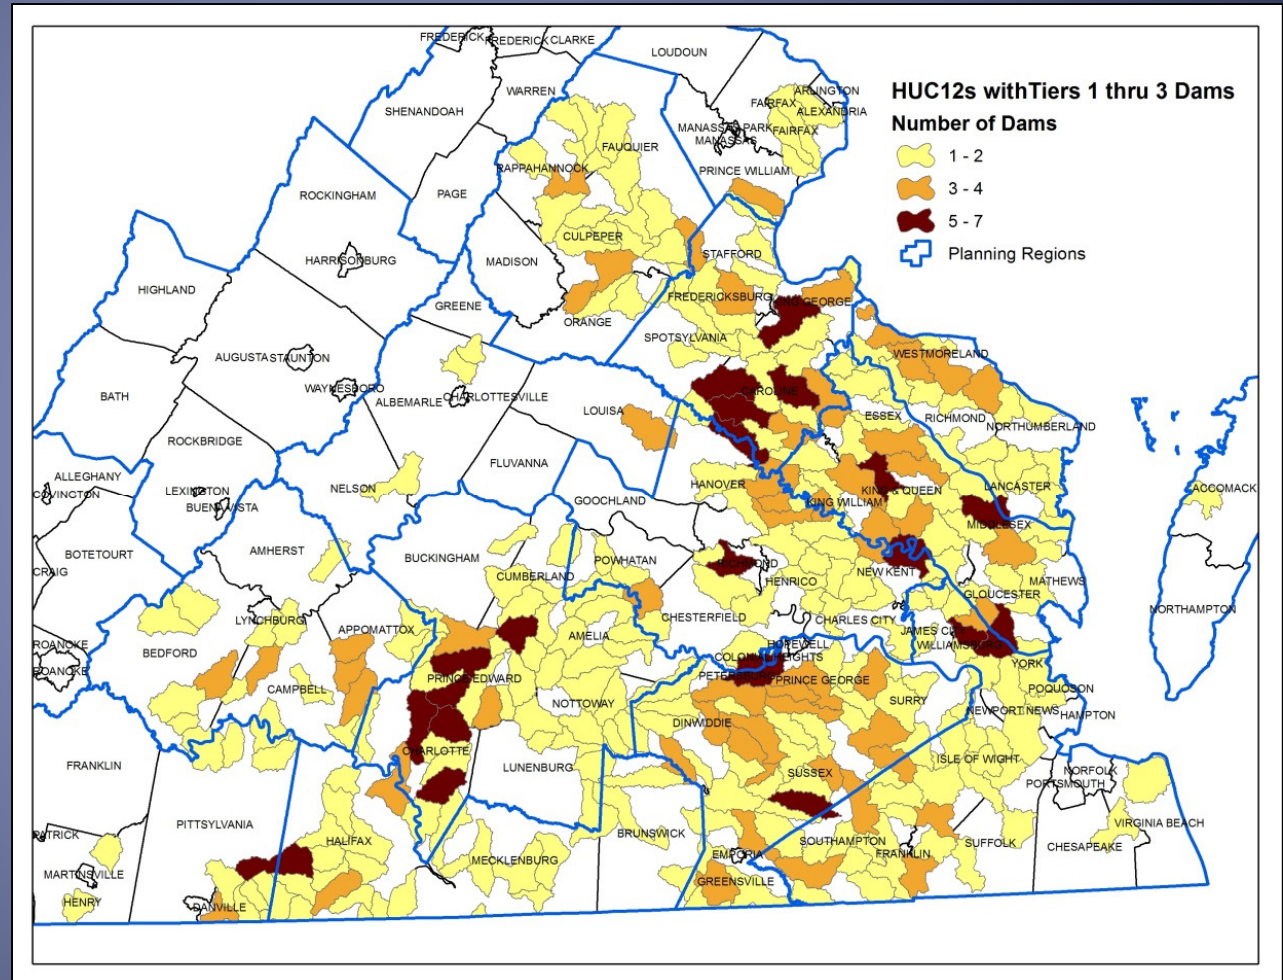 FREDERICK
FREDERICK
CLARKE
LOUDOUN
WARREN
SHENANDOAH
FAIRFAX
ARLINGTON
ALEXANDRIA
HUC12s withTiers 1 thru 3 Dams
Number of Dams
1 - 2
3 - 4
5 - 7
Planning Regions
MANASSAS PARK
MANASSAS
FAIRFAX
FAUQUIER
RAPPAHANNOCK
PRINCE WILLIAM
ROCKINGHAM
PAGE
CULPEPER
STAFFORD
HARRISONBURG
MADISON
HIGHLAND
GREENE
FREDERICKSBURG
KING GEORGE
ORANGE
SPOTSYLVANIA
AUGUSTA
STAUNTON
WESTMORELAND
WAYNESBORO
BATH
ALBEMARLE
CHARLOTTESVILLE
CAROLINE
LOUISA
ESSEX
RICHMOND
NORTHUMBERLAND
ROCKBRIDGE
FLUVANNA
ALLEGHANY
COVINGTON
LEXINGTON
BUENA VISTA
NELSON
HANOVER
KING & QUEEN
LANCASTER
ACCOMACK
GOOCHLAND
KING WILLIAM
MIDDLESEX
BOTETOURT
AMHERST
BUCKINGHAM
POWHATAN
RICHMOND
CRAIG
CUMBERLAND
HENRICO
NEW KENT
MATHEWS
GLOUCESTER
NORTHAMPTON
LYNCHBURG
APPOMATTOX
AMELIA
CHESTERFIELD
CHARLES CITY
JAMES CI
ROANOKE
BEDFORD
HOPEWELL
WILLIAMSBURG
COLONIAL HEIGHTS
YORK
ROANOKE
PRINCE EDWARD
PETERSBURG
PRINCE GEORGE
CAMPBELL
NOTTOWAY
SURRY
POQUOSON
NEWPORT NEWS
HAMPTON
DINWIDDIE
CHARLOTTE
FRANKLIN
LUNENBURG
SUSSEX
ISLE OF WIGHT
NORFOLK
PORTSMOUTH
PITTSYLVANIA
PATRICK
HALIFAX
BRUNSWICK
SOUTHAMPTON
SUFFOLK
VIRGINIA BEACH
CHESAPEAKE
MECKLENBURG
EMPORIA
FRANKLIN
MARTINSVILLE
GREENSVILLE
HENRY
DANVILLE